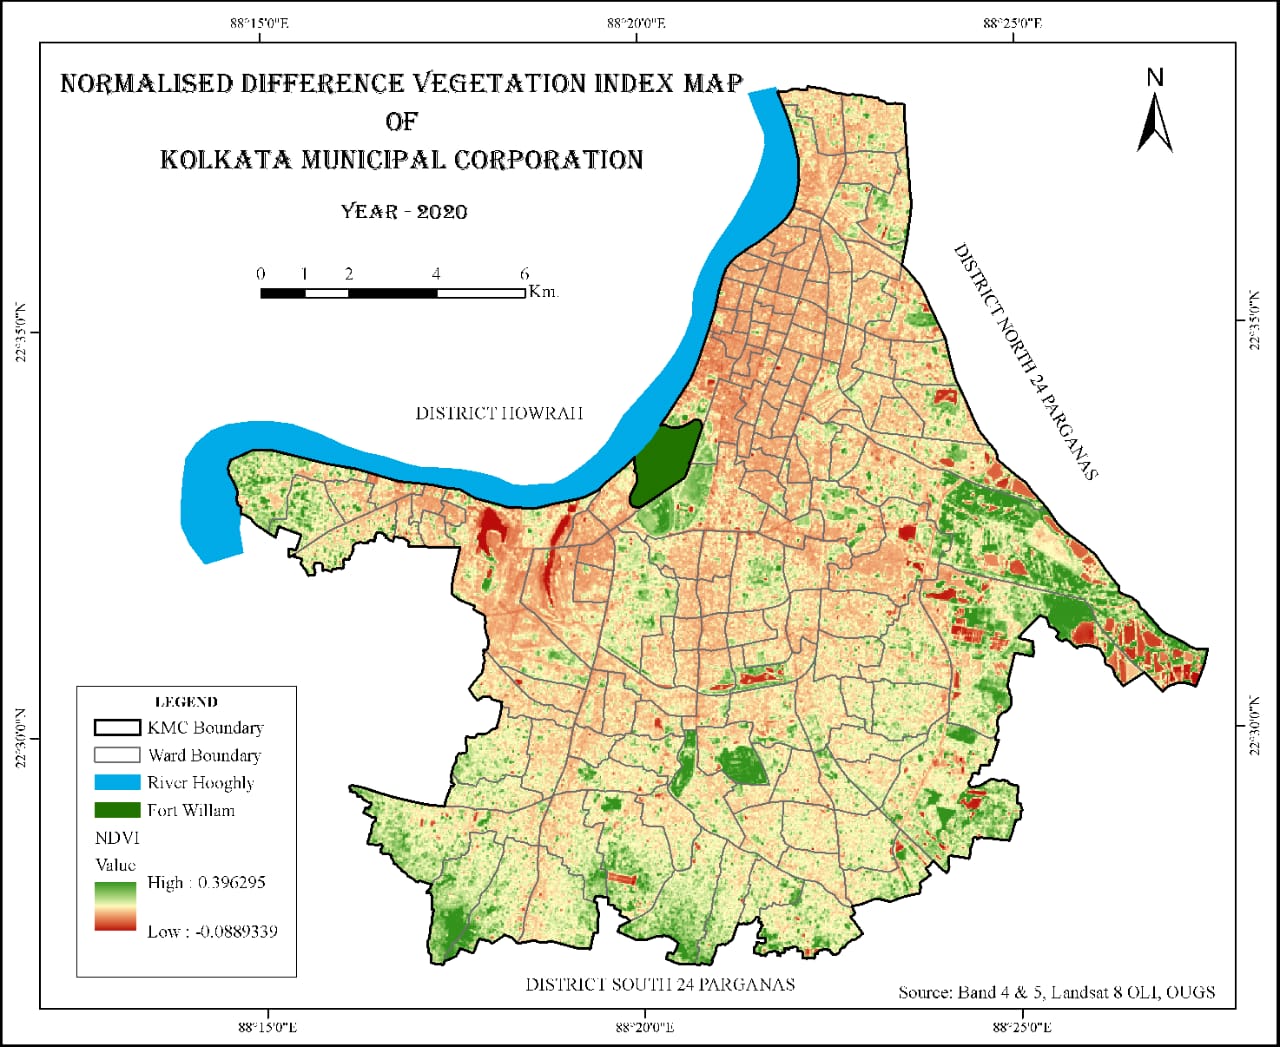 88°15'0"E 88°20'0"E 88°25'0"E
NORMALISED DIFFERENCE VEGETATION INDEX MAP
OF
KOLKATA MUNICIPAL CORPORATION
YEAR - 2020
N
0 1 2 4 6
Km.
DISTRICT NORTH 24 PARGANAS
22°35'0"N
22°35'0"N
DISTRICT HOWRAH
22°30'0"N
22°30'0"N
LEGEND
KMC Boundary
Ward Boundary
River Hooghly
Fort Willam
NDVI
Value
High : 0.396295
Low : -0.0889339
DISTRICT SOUTH 24 PARGANAS
Source: Band 4 & 5, Landsat 8 OLI, OUGS
88°15'0"E 88°20'0"E 88°25'0"E